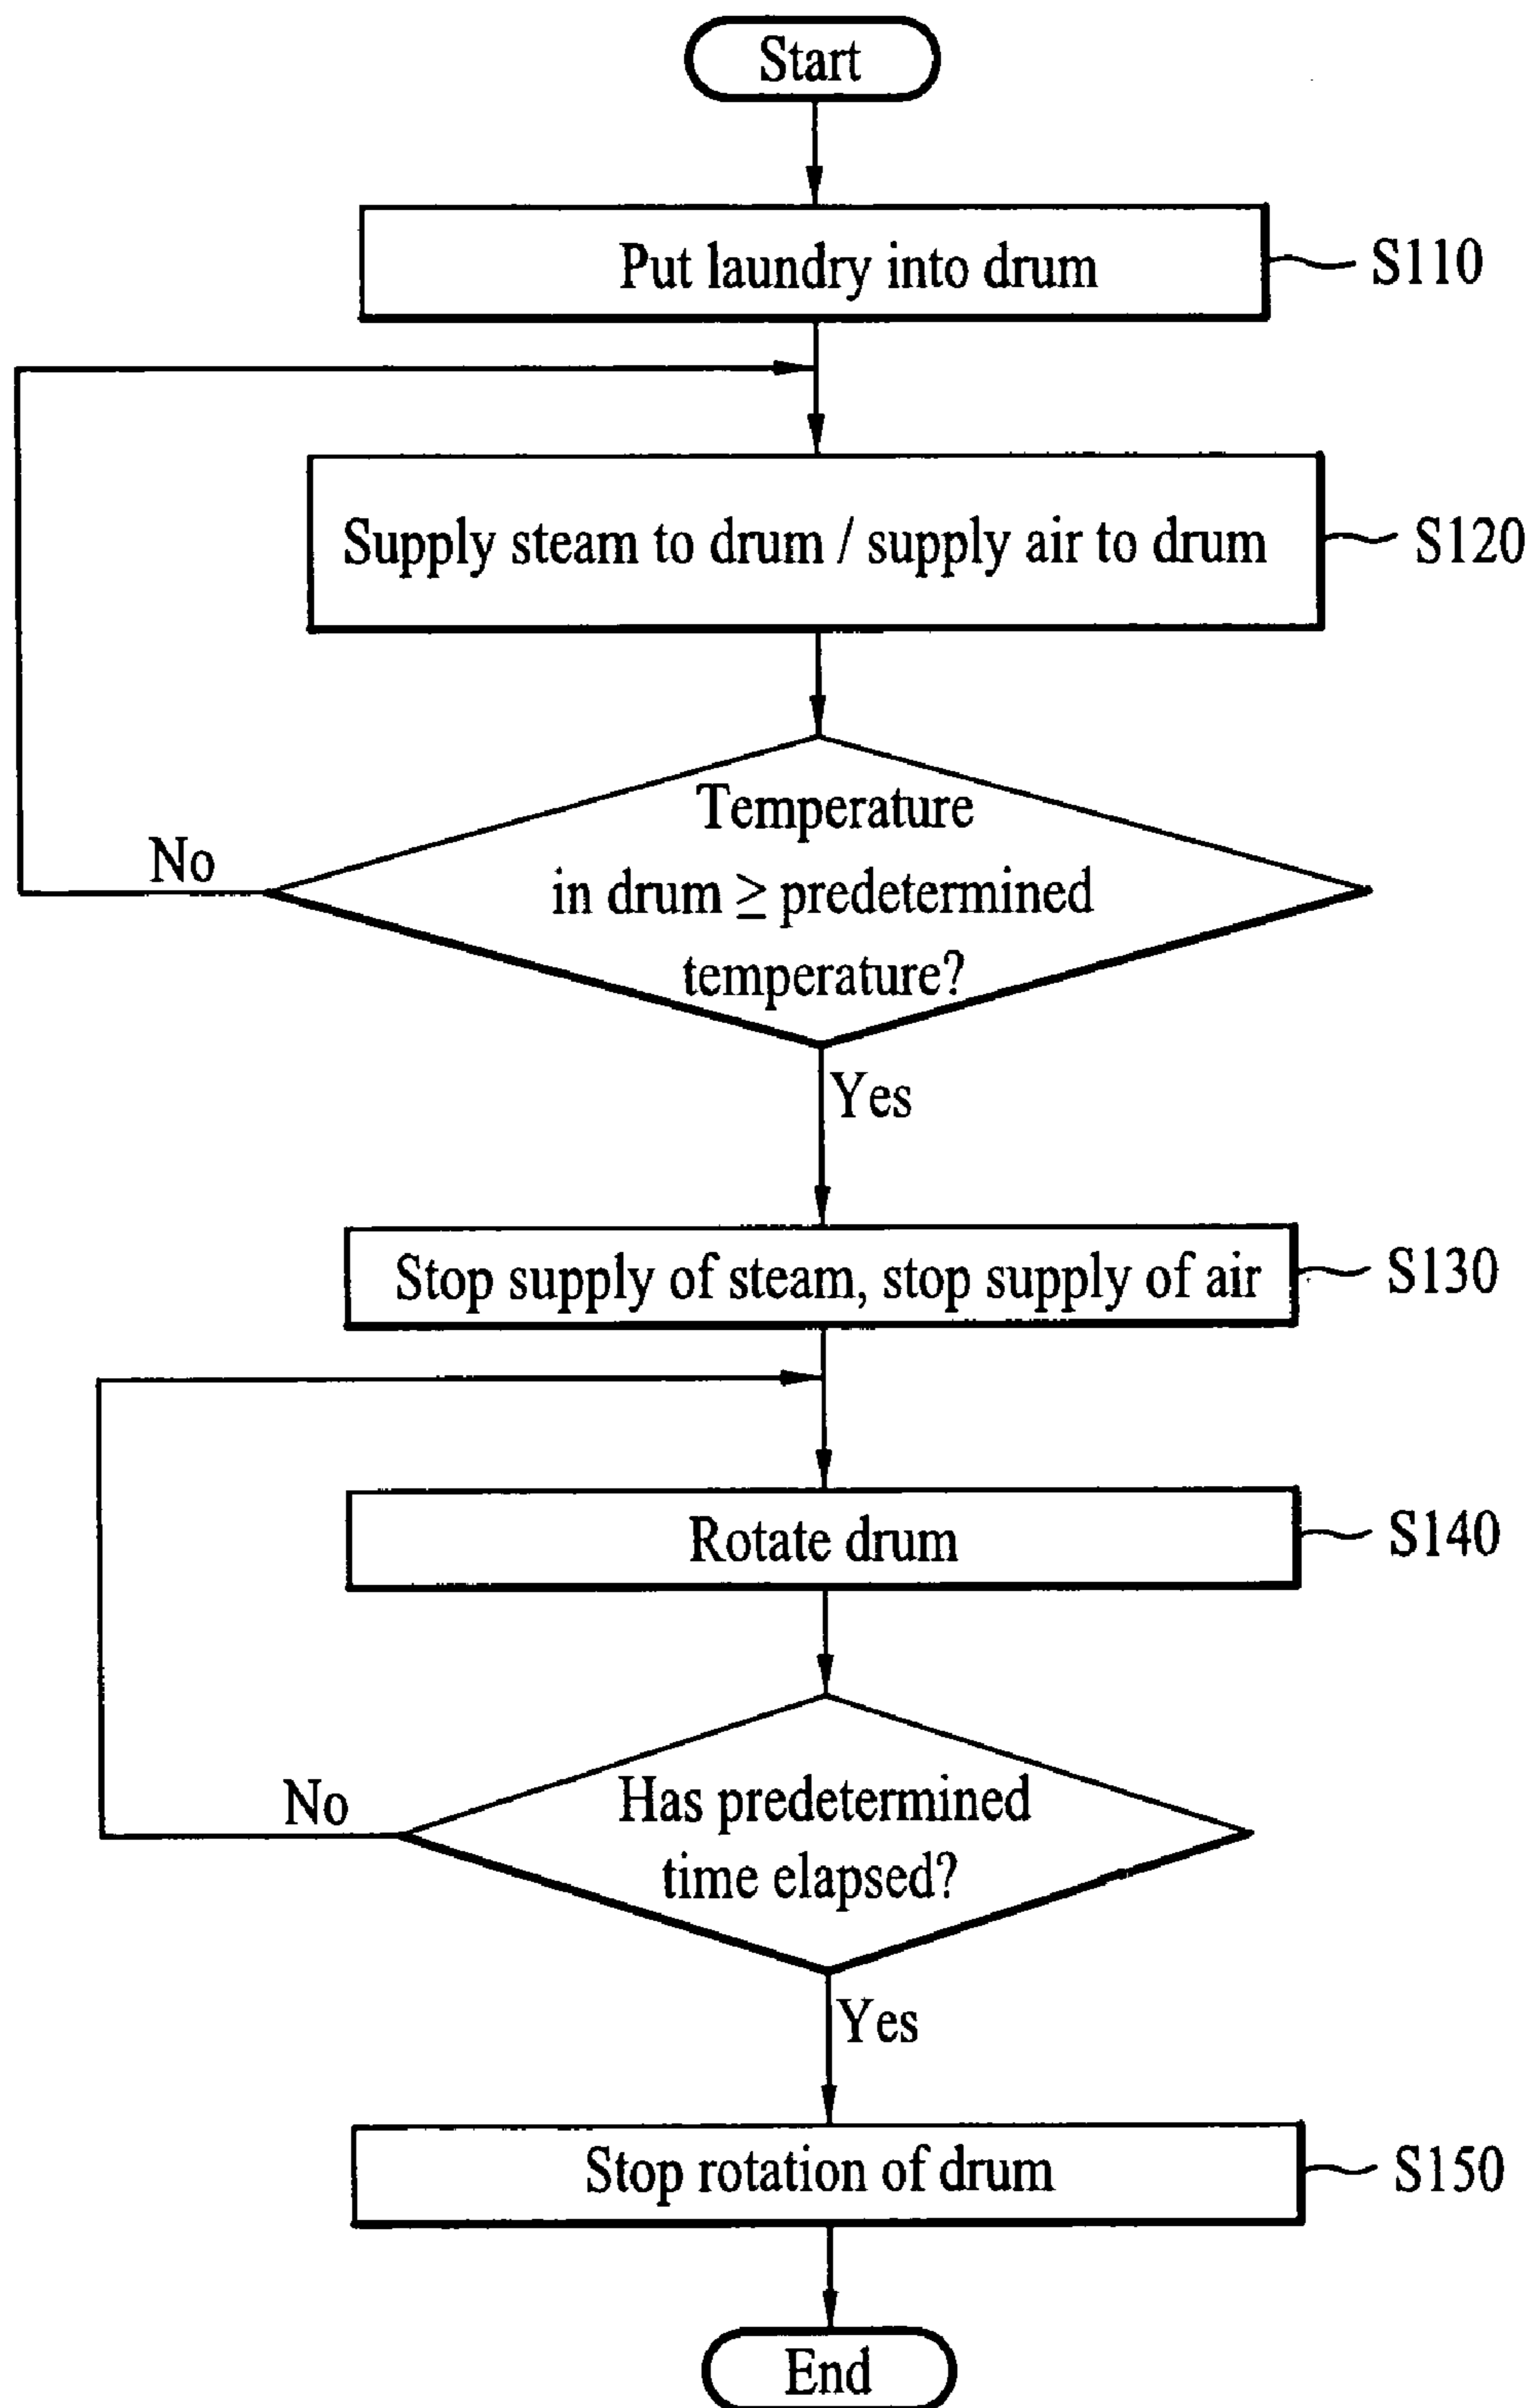 Start
Put laundry into drum
S110
Supply steam to drum / supply air to drum
S120
Temperature
in drum ≥ predetermined
temperature?
No
Yes
Stop supply of steam, stop supply of air
S130
Rotate drum
S140
Has predetermined
time elapsed?
No
Yes
Stop rotation of drum
S150
End